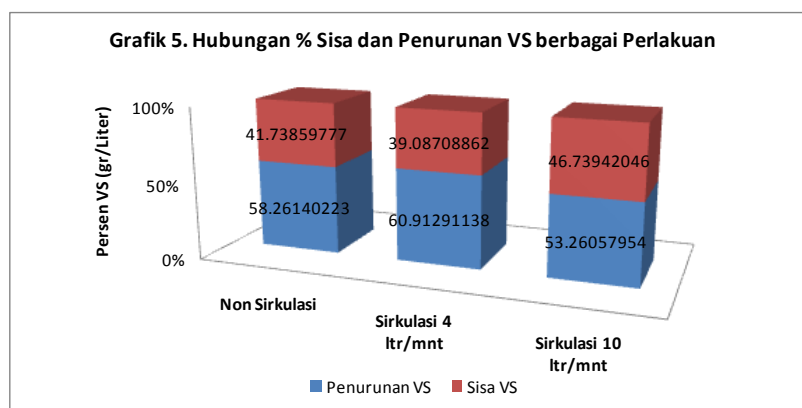 Grafik 5. Hubungan % Sisa dan Penurunan VS berbagai Perlakuan
Persen VS (gr/Liter)
100%
50%
0%
41.73859777
39.08708862
46.73942046
58.26140223
60.91291138
53.26057954
Non Sirkulasi
Sirkulasi 4
ltr/mnt
Sirkulasi 10
ltr/mnt
Penurunan VS
Sisa VS